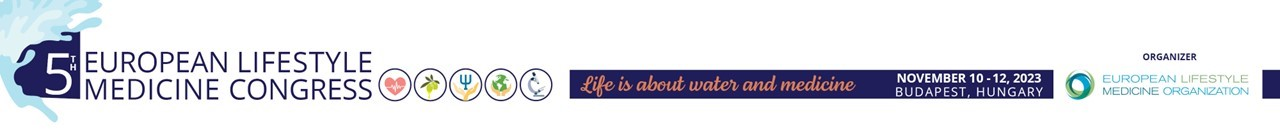 5TH EUROPEAN LIFESTYLE
MEDICINE CONGRESS
Life is about water and medicine
NOVEMBER 10 - 12, 2023
BUDAPEST, HUNGARY
ORGANIZER
EUROPEAN LIFESTYLE
MEDICINE ORGANIZATION